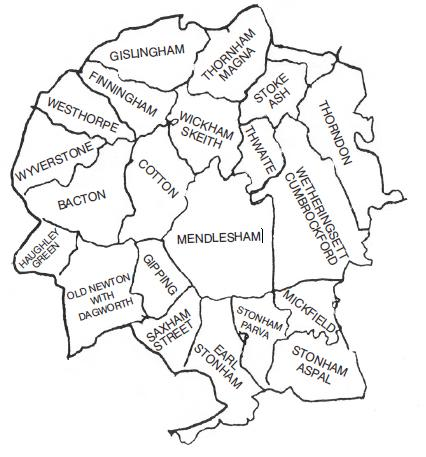 GISLINGHAM
THORNHAM
MAGNA
FINNINGHAM
STOKE
ASH
WESTHORPE
WICKHAM
SKEITH
THORNDON
THWAITE
WYVERSTONE
COTTON
BACTON
WETHERINGSETT
CUMBROCKFORD
MENDLESHAM
HAUGHLEY
GREEN
GIPPING
OLD NEWTON
WITH
DAGWORTH
MICKFIELD
STONHAM
PARVA
SAXHAM
STREET
EARL
STONHAM
STONHAM
ASPAL